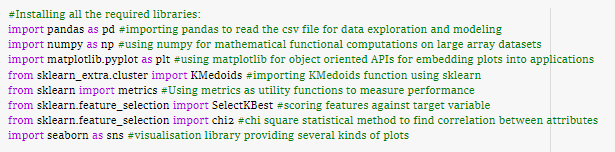 #Installing all the required libraries:
import pandas as pd #importing pandas to read the csv file for data exploration and modeling
import numpy as np #using numpy for mathematical functional computations on large array datasets
import matplotlib.pyplot as plt #using matplotlib for object oriented APIs for embedding plots into applications
from sklearn_extra.cluster import KMedoids #importing KMedoids function using sklearn
from sklearn import metrics #Using metrics as utility functions to measure performance
from sklearn.feature_selection import SelectKBest #scoring features against target variable
from sklearn.feature_selection import chi2 #chi square statistical method to find correlation between attributes
import seaborn as sns #visualisation library providing several kinds of plots